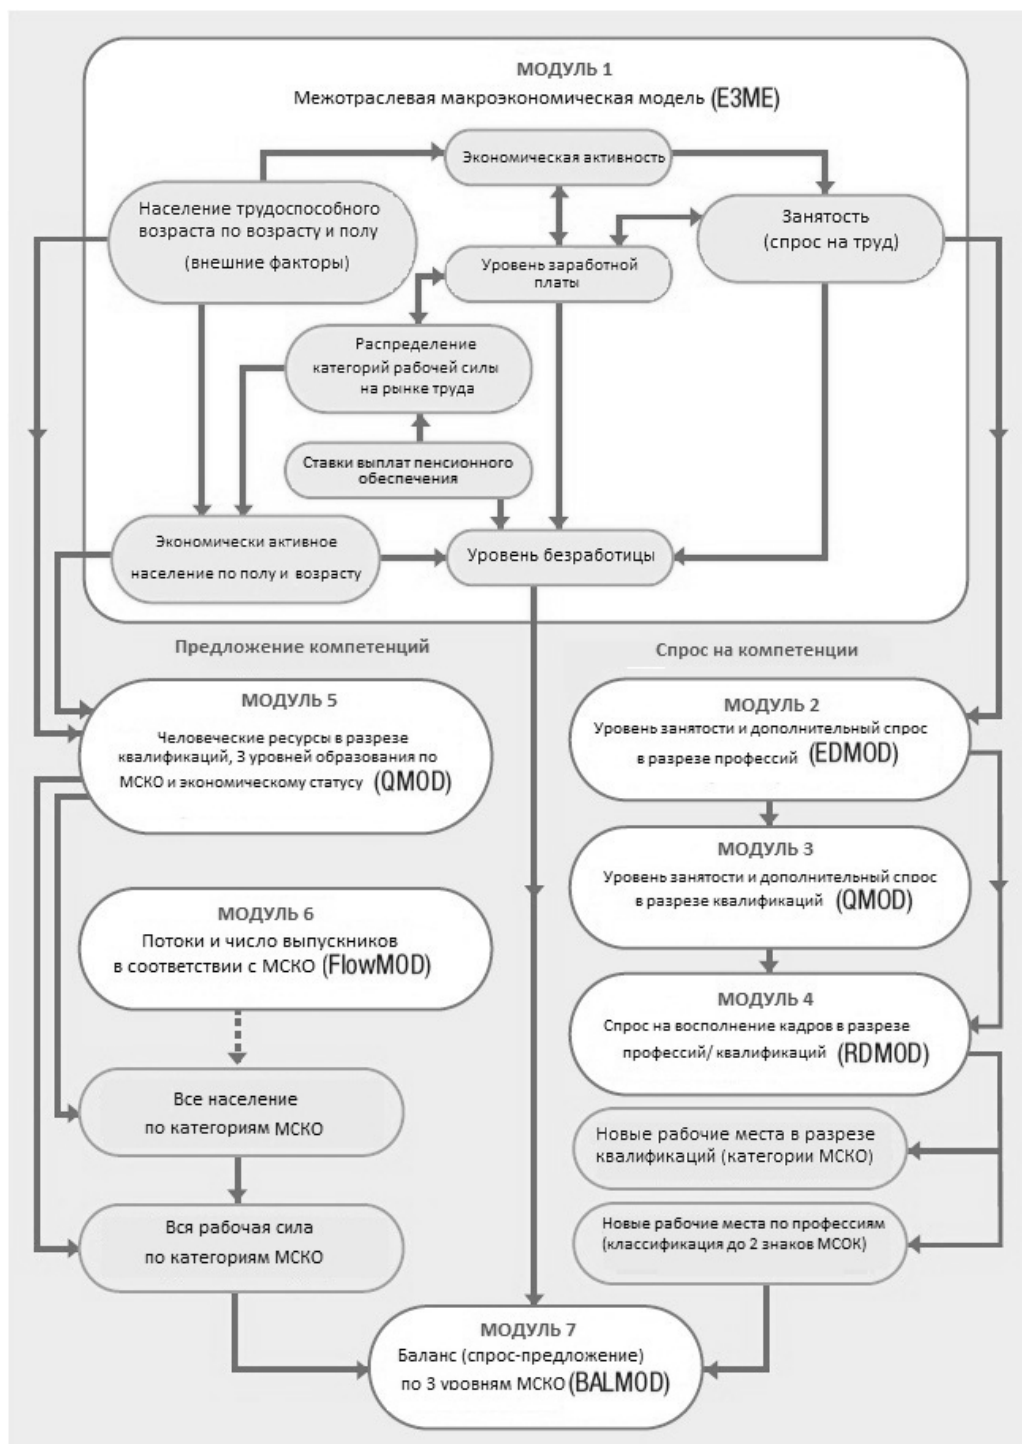 МОДУЛЬ 1
Межотраслевая макроэкономическая модель (E3ME)
Экономическая активность
Население трудоспособного
возраста по возрасту и полу
(внешние факторы)
Занятость
(спрос на труд)
Уровень заработной
платы
Распределение
категорий рабочей силы
на рынке труда
Ставки выплат пенсионного
обеспечения
Экономически активное
население по полу и возрасту
Уровень безработицы
Предложение компетенций
Спрос на компетенции
МОДУЛЬ 5
Человеческие ресурсы в разрезе
квалификаций, 3 уровней образования по
МСКО и экономическому статусу (QMOD)
МОДУЛЬ 2
Уровень занятости и дополнительный спрос
в разрезе профессий (EDMOD)
МОДУЛЬ 3
Уровень занятости и дополнительный спрос
в разрезе квалификаций (QMOD)
МОДУЛЬ 6
Потоки и число выпускников
в соответствии с МСКО (FlowMOD)
МОДУЛЬ 4
Спрос на восполнение кадров в разрезе
профессий/ квалификаций (RDMOD)
Все население
по категориям МСКО
Новые рабочие места в разрезе
квалификаций (категории МСКО)
Вся рабочая сила
по категориям МСКО
Новые рабочие места по профессиям
(классификация до 2 знаков МСОК)
МОДУЛЬ 7
Баланс (спрос-предложение)
по 3 уровням МСКО (BALMOD)